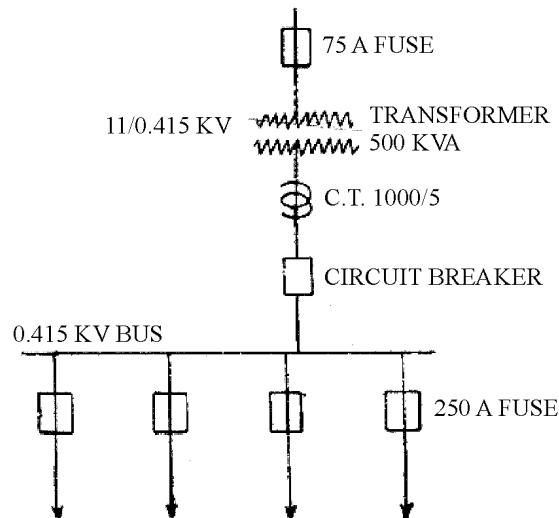 75 A FUSE
11/0.415 KV
TRANSFORMER
500 KVA
C.T. 1000/5
CIRCUIT BREAKER
0.415 KV BUS
250 A FUSE